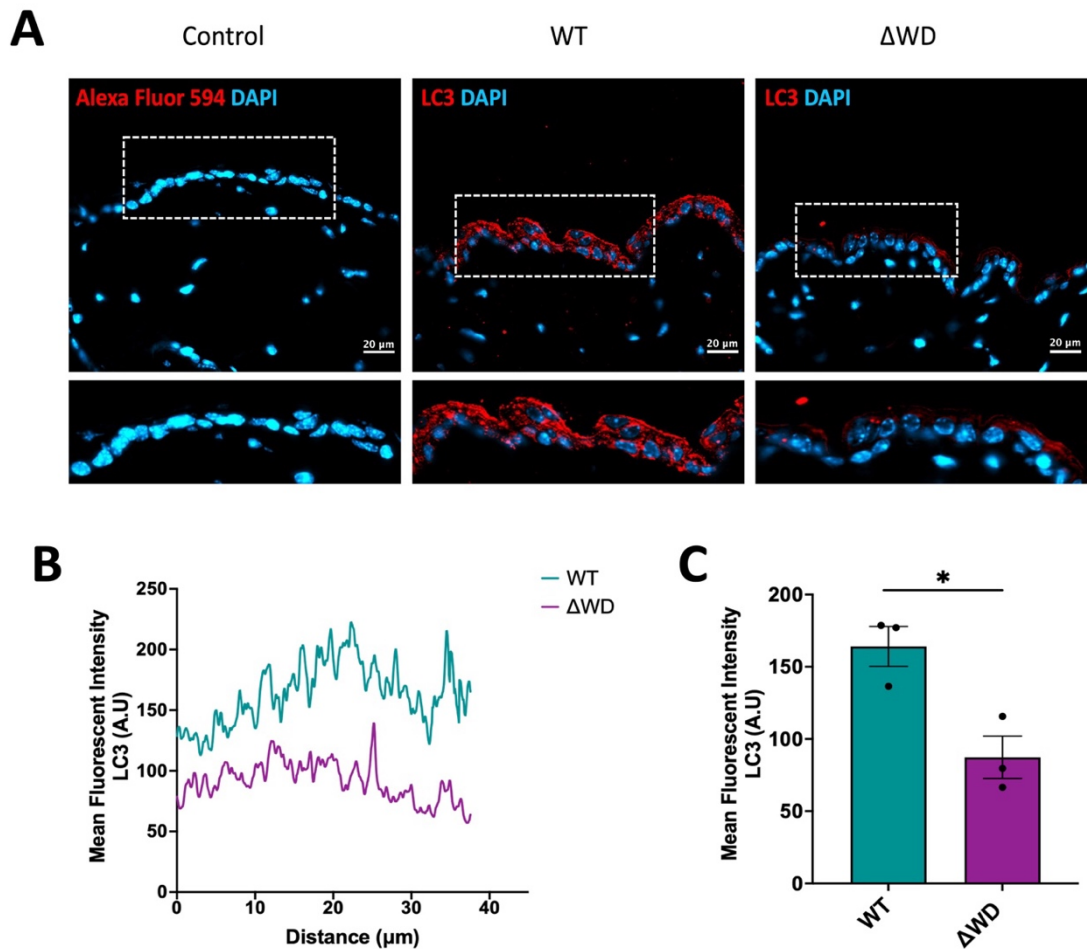 A
Control
WT
ΔWD
Alexa Fluor 594 DAPI
LC3 DAPI
LC3 DAPI
20 µm
20 µm
20 µm
B
Mean Fluorescent Intensity
LC3 (A.U)
250
200
150
100
50
0
0
10
20
30
40
Distance (µm)
WT
ΔWD
C
Mean Fluorescent Intensity
LC3 (A.U)
200
150
100
50
0
*
WT
ΔWD